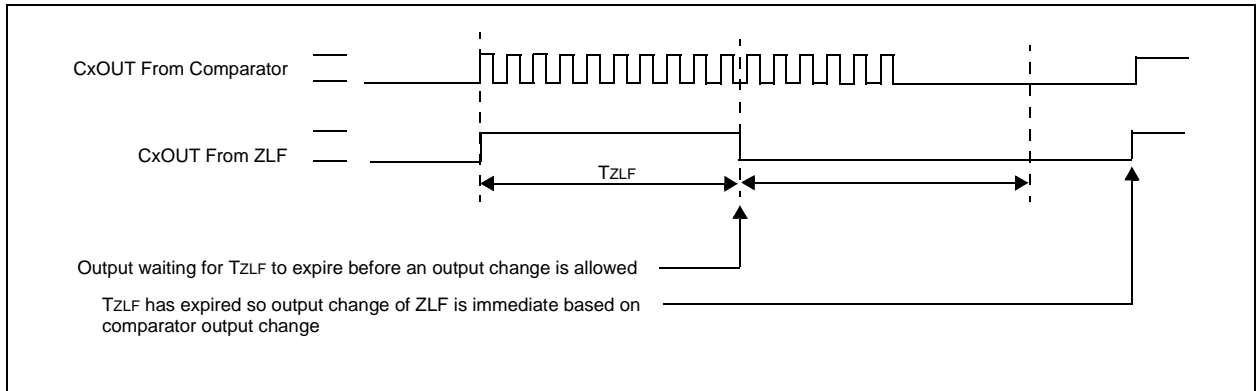 CxOUT From Comparator
CxOUT From ZLF
TZLF
Output waiting for TZLF to expire before an output change is allowed
TZLF has expired so output change of ZLF is immediate based on
comparator output change